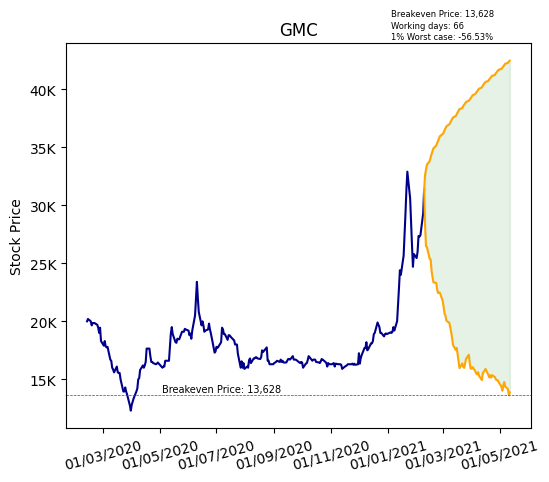 Breakeven Price: 13,628
Working days: 66
1% Worst case: -56.53%
GMC
Stock Price
40K
35K
30K
25K
20K
15K
Breakeven Price: 13,628
01/03/2020
01/05/2020
01/07/2020
01/09/2020
01/11/2020
01/01/2021
01/03/2021
01/05/2021